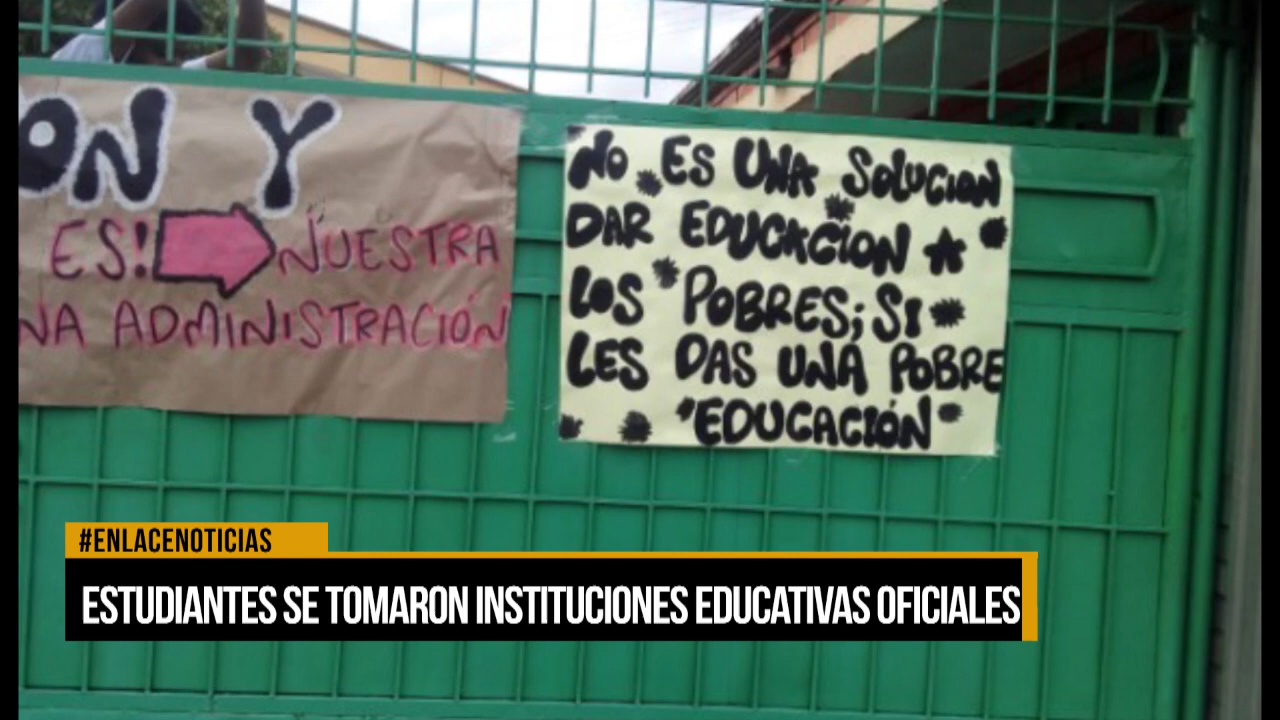 ON Y
ES! NUESTRA
NA ADMINISTRACIÓN
NO ES UNA SOLUCION
DAR EDUCACION A
LOS POBRES; SI
LES DAS UNA POBRE
"EDUCACIÓN"
#ENLACENOTICIAS
ESTUDIANTES SE TOMARON INSTITUCIONES EDUCATIVAS OFICIALES